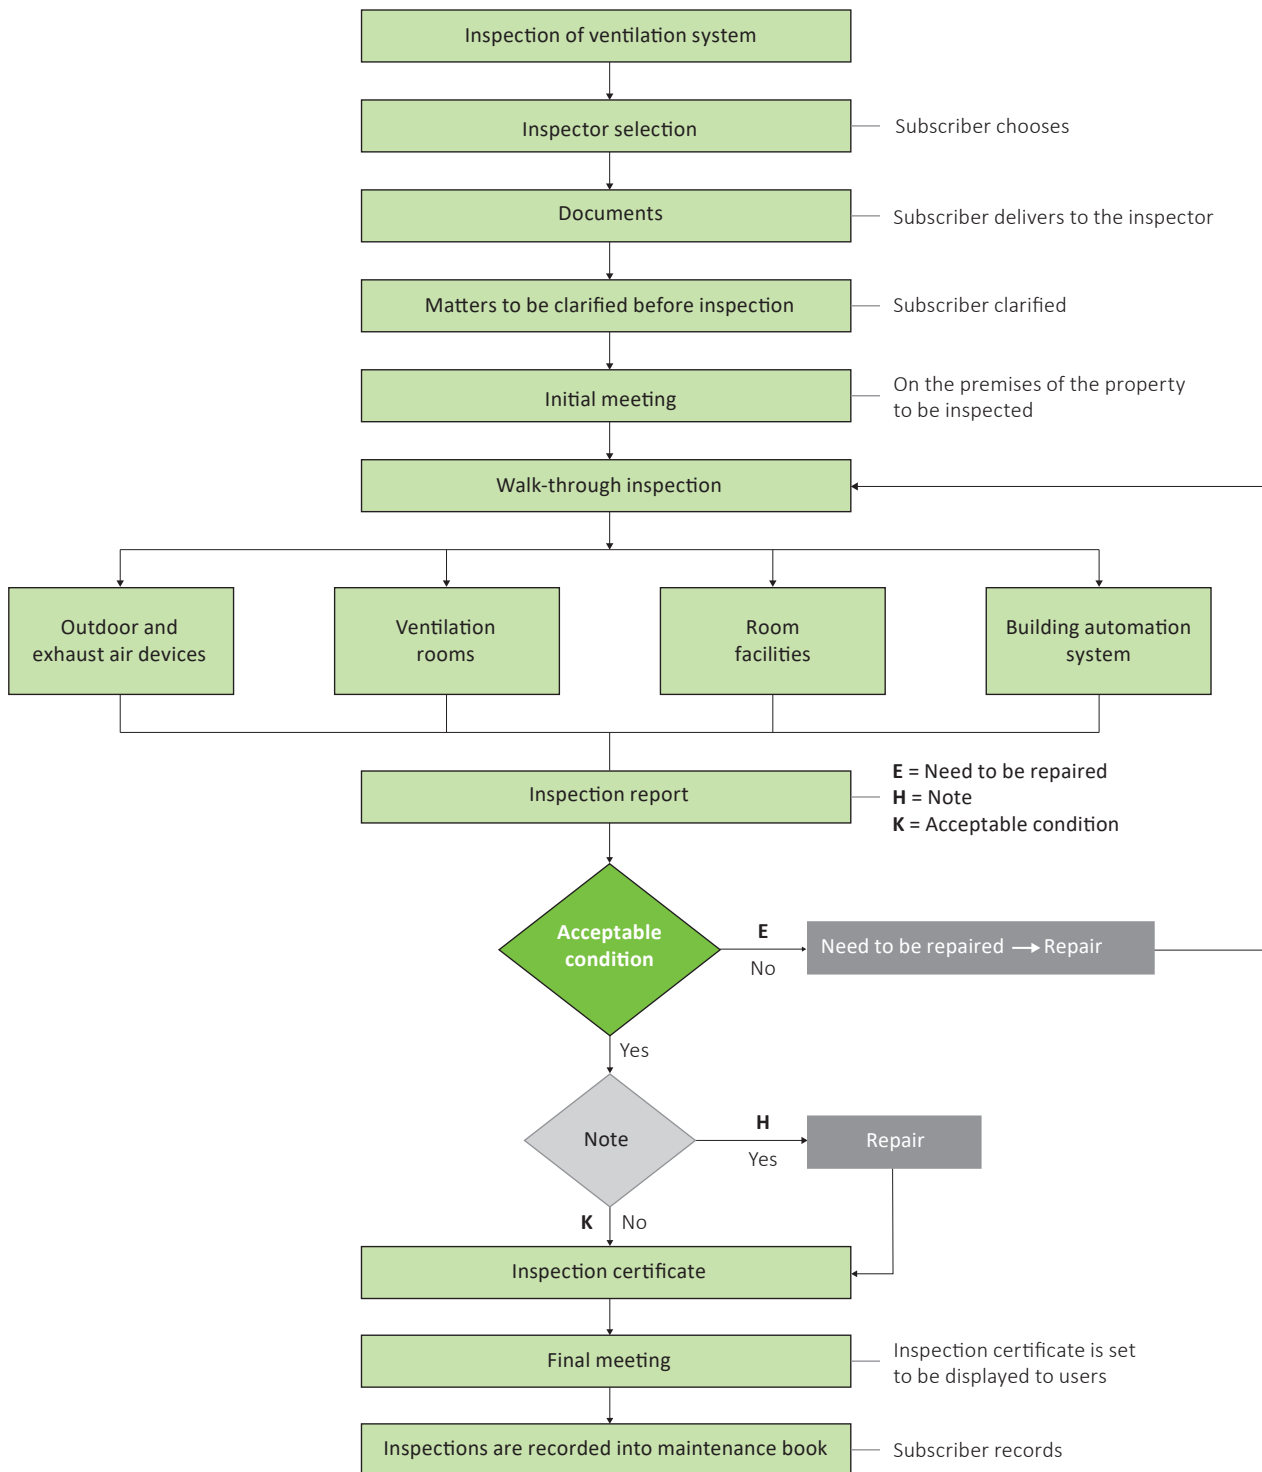 Inspection of ventilation system
Inspector selection
Subscriber chooses
Documents
Subscriber delivers to the inspector
Matters to be clarified before inspection
Subscriber clarified
Initial meeting
On the premises of the property
to be inspected
Walk-through inspection
Outdoor and
exhaust air devices
Ventilation
rooms
Room
facilities
Building automation
system
Inspection report
E = Need to be repaired
H = Note
K = Acceptable condition
Acceptable
condition
E
No
Need to be repaired → Repair
Yes
Note
H
Yes
Repair
K
No
Inspection certificate
Final meeting
Inspection certificate is set
to be displayed to users
Inspections are recorded into maintenance book
Subscriber records